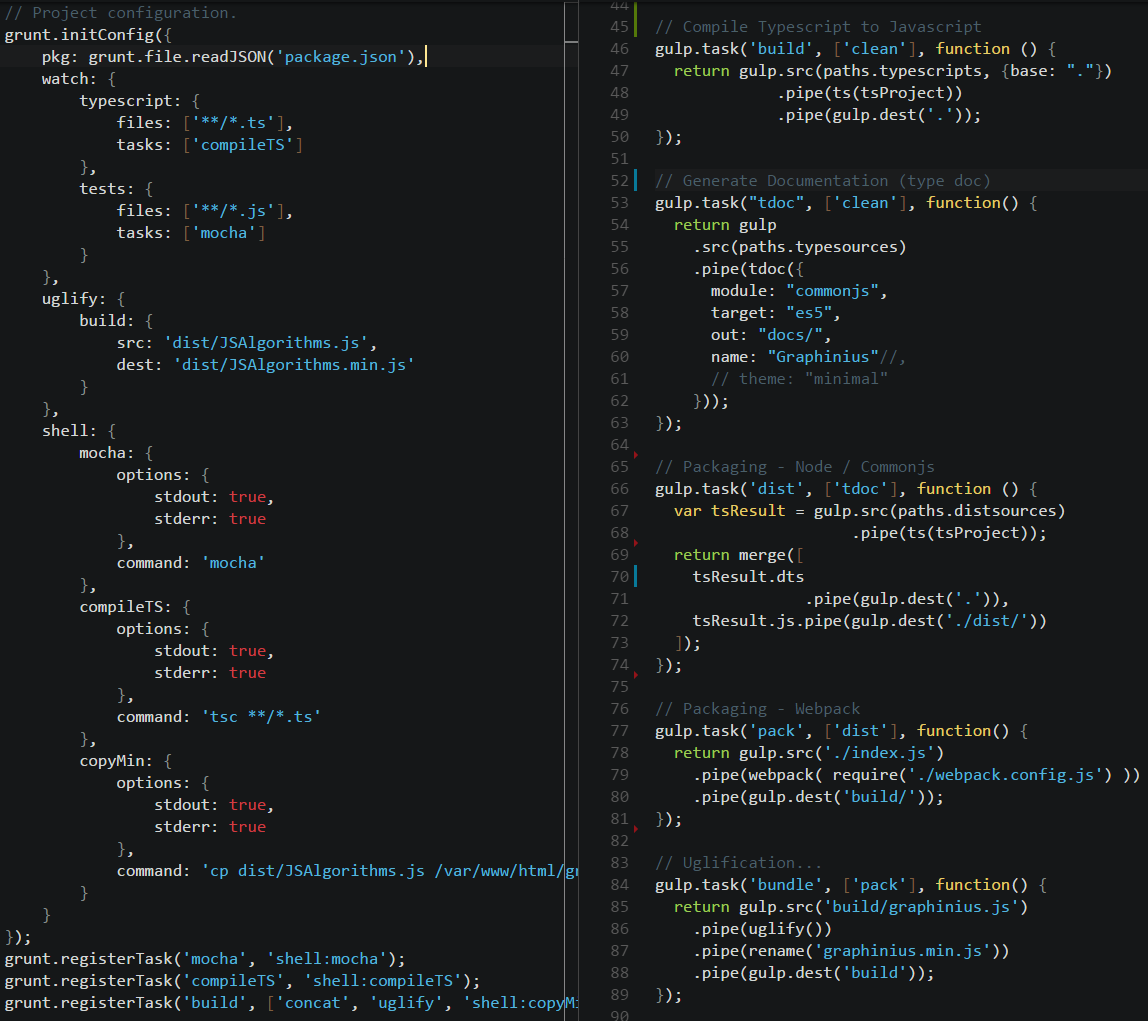 // Project configuration.
grunt.initConfig({
    pkg: grunt.file.readJSON('package.json'),
    watch: {
        typescript: {
            files: ['**/*.ts'],
            tasks: ['compileTS']
        },
        tests: {
            files: ['**/*.js'],
            tasks: ['mocha']
        }
    },
    uglify: {
        build: {
            src: 'dist/JSAlgorithms.js',
            dest: 'dist/JSAlgorithms.min.js'
        }
    },
    shell: {
        mocha: {
            options: {
                stdout: true,
                stderr: true
            },
            command: 'mocha'
        },
        compileTS: {
            options: {
                stdout: true,
                stderr: true
            },
            command: 'tsc **/*.ts'
        },
        copyMin: {
            options: {
                stdout: true,
                stderr: true
            },
            command: 'cp dist/JSAlgorithms.js /var/www/html/
        }
    }
});
grunt.registerTask('mocha', 'shell:mocha');
grunt.registerTask('compileTS', 'shell:compileTS');
grunt.registerTask('build', ['concat', 'uglify', 'shell:copyM
44
45 // Compile Typescript to Javascript
46 gulp.task('build', ['clean'], function () {
47   return gulp.src(paths.typescripts, {base: "."})
48              .pipe(ts(tsProject))
49              .pipe(gulp.dest('.'));
50 });
51
52 // Generate Documentation (type doc)
53 gulp.task("tdoc", ['clean'], function() {
54   return gulp
55     .src(paths.typesources)
56     .pipe(tdoc({
57       module: "commonjs",
58       target: "es5",
59       out: "docs/",
60       name: "Graphinius"//,
61       // theme: "minimal"
62     }));
63 });
64
65 // Packaging - Node / Commonjs
66 gulp.task('dist', ['tdoc'], function () {
67   var tsResult = gulp.src(paths.distsources)
68                      .pipe(ts(tsProject));
69   return merge([
70     tsResult.dts
71                 .pipe(gulp.dest('.')),
72     tsResult.js.pipe(gulp.dest('./dist/'))
73   ]);
74 });
75
76 // Packaging - Webpack
77 gulp.task('pack', ['dist'], function() {
78   return gulp.src('./index.js')
79     .pipe(webpack( require('./webpack.config.js') ))
80     .pipe(gulp.dest('build/'));
81 });
82
83 // Uglification...
84 gulp.task('bundle', ['pack'], function() {
85   return gulp.src('build/graphinius.js')
86     .pipe(uglify())
87     .pipe(rename('graphinius.min.js'))
88     .pipe(gulp.dest('build'));
89 });
90